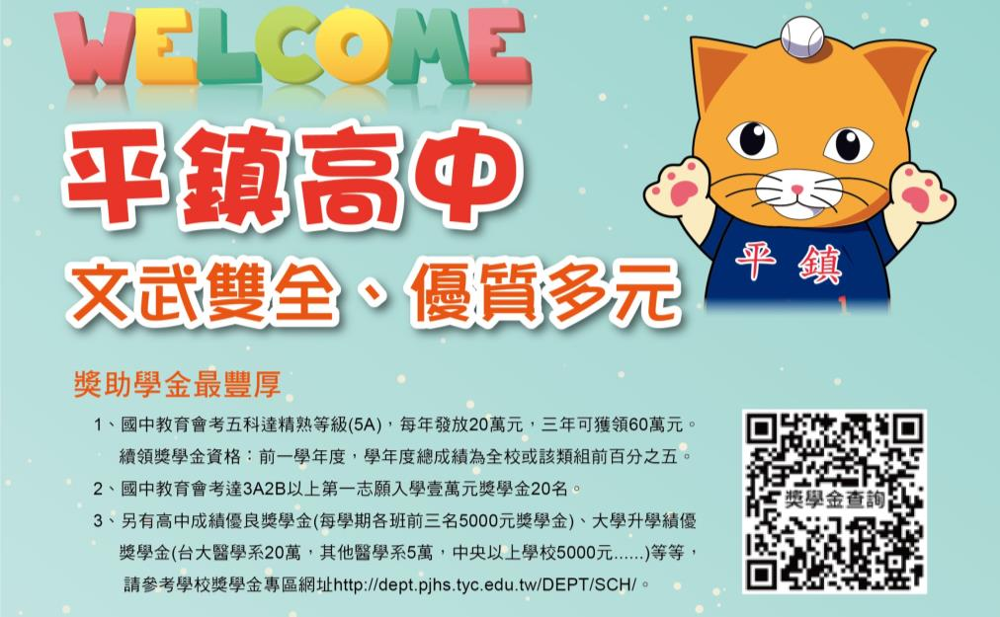 WELCOME
平鎮高中
文武雙全、優質多元
平 鎮
1
獎助學金最豐厚
1、國中教育會考五科達精熟等級(5A)，每年發放20萬元，三年可獲領60萬元。
續領獎學金資格：前一學年度，學年度總成績為全校或該類組前百分之五。
2、國中教育會考達3A2B以上第一志願入學壹萬元獎學金20名。
3、另有高中成績優良獎學金(每學期各班前三名5000元獎學金)、大學升學績優
獎學金(台大醫學系20萬，其他醫學系5萬，中央以上學校5000元......)等等，
請參考學校獎學金專區網址http://dept.pjhs.tyc.edu.tw/DEPT/SCH/。
獎學金查詢